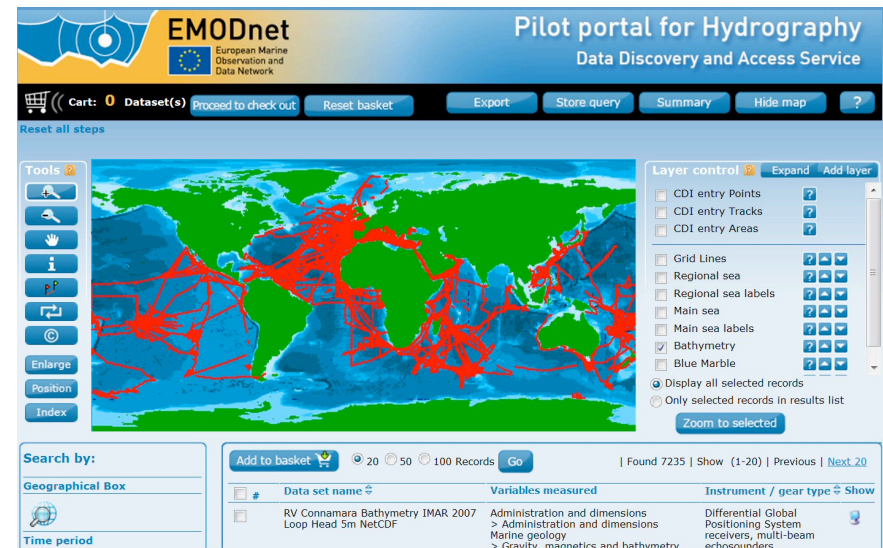 EMODnet
European Marine
Observation and
Data Network
Pilot portal for Hydrography
Data Discovery and Access Service
Cart: 0 Dataset(s) Proceed to check out Reset basket Export Store query Summary Hide map ?
Reset all steps
Tools ?
Layer control ? Expand Add layer
CDI entry Points ?
CDI entry Tracks ?
CDI entry Areas ?
Grid Lines ?
Regional sea ?
Regional sea labels ?
Main sea ?
Main sea labels ?
Bathymetry ?
Blue Marble ?
i
P P
©
Enlarge
Position
Index
Display all selected records
Only selected records in results list
Zoom to selected
Search by:
Geographical Box
Time period
Add to basket 20 50 100 Records Go | Found 7235 | Show (1-20) | Previous | Next 20
# Data set name Variables measured Instrument / gear type Show
RV Connamara Bathymetry IMAR 2007 Administration and dimensions Differential Global
Loop Head 5m NetCDF > Administration and dimensions Positioning System
Marine geology receivers, multi-beam
> Gravity, magnetics and bathymetry echosounders